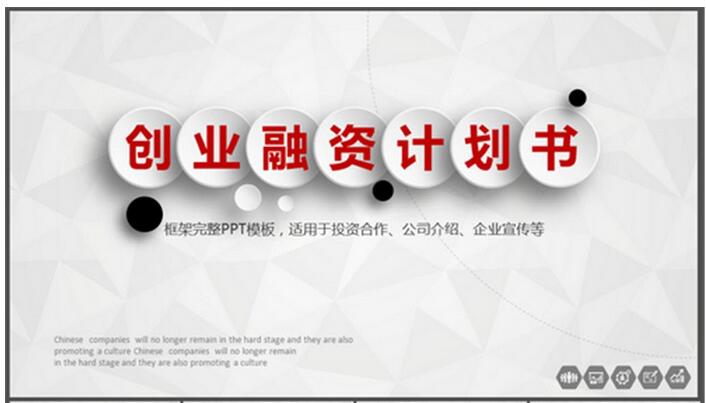 创业融资计划书
框架完整PPT模板，适用于投资合作、公司介绍、企业宣传等
Chinese companies will no longer remain in the hard stage and they are also
promoting a culture Chinese companies will no longer remain
in the hard stage and they are also promoting a culture